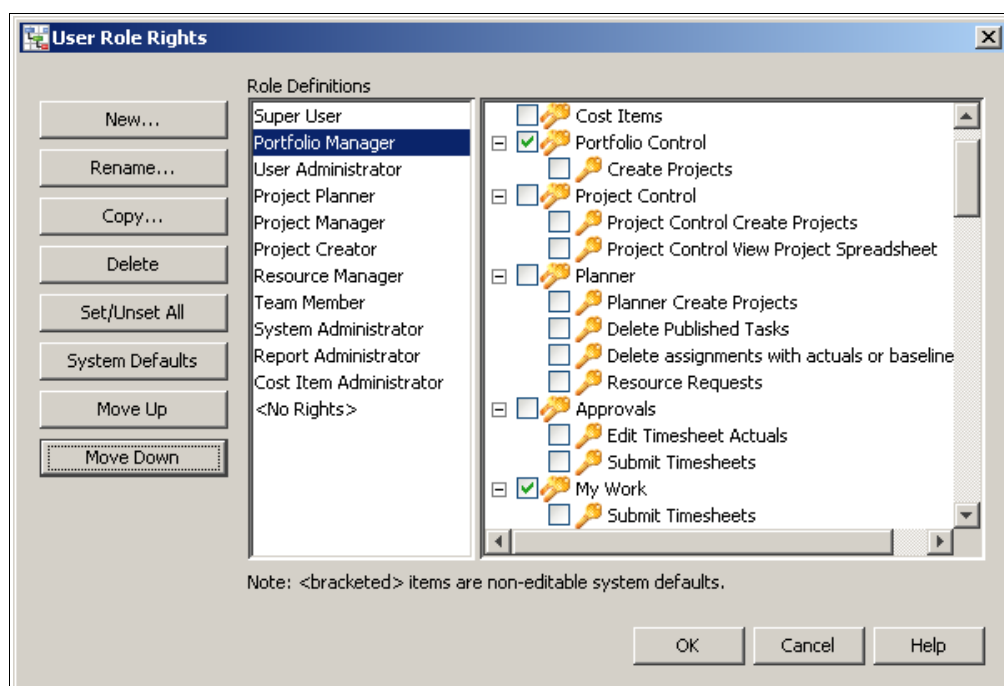 User Role Rights
Role Definitions
New...
Rename...
Copy...
Delete
Set/Unset All
System Defaults
Move Up
Move Down
Super User
Portfolio Manager
User Administrator
Project Planner
Project Manager
Project Creator
Resource Manager
Team Member
System Administrator
Report Administrator
Cost Item Administrator
<No Rights>
Cost Items
Portfolio Control
Create Projects
Project Control
Project Control Create Projects
Project Control View Project Spreadsheet
Planner
Planner Create Projects
Delete Published Tasks
Delete assignments with actuals or baseline
Resource Requests
Approvals
Edit Timesheet Actuals
Submit Timesheets
My Work
Submit Timesheets
Note: <bracketed> items are non-editable system defaults.
OK
Cancel
Help